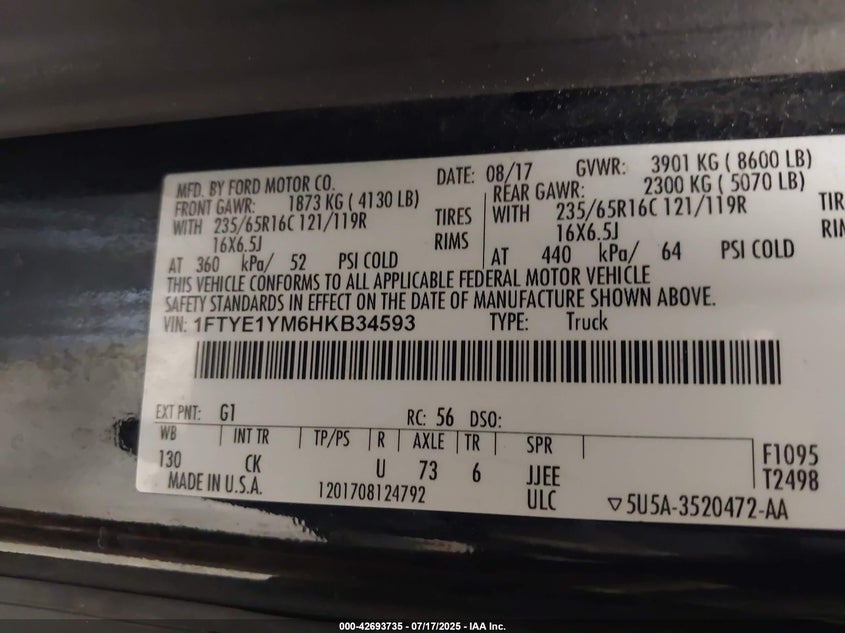 MFD. BY FORD MOTOR CO. DATE: 08/17 GVWR: 3901 KG ( 8600 LB)
FRONT GAWR: 1873 KG ( 4130 LB) REAR GAWR: 2300 KG ( 5070 LB)
WITH 235/65R16C 121/119R TIRES WITH 235/65R16C 121/119R TIR
16X6.5J RIMS 16X6.5J RIM
AT 360 kPa/ 52 PSI COLD AT 440 kPa/ 64 PSI COLD
THIS VEHICLE CONFORMS TO ALL APPLICABLE FEDERAL MOTOR VEHICLE
SAFETY STANDARDS IN EFFECT ON THE DATE OF MANUFACTURE SHOWN ABOVE.
VIN: 1FTYE1YM6HKB34593 TYPE: Truck
EXT PNT: G1 RC: 56 DSO:
WB INT TR TP/PS R AXLE TR SPR F1095
130 CK U 73 6 JJEE T2498
MADE IN U.S.A. 1201708124792 ULC ▽5U5A-3520472-AA
000-42693735 - 07/17/2025 - IAA Inc.